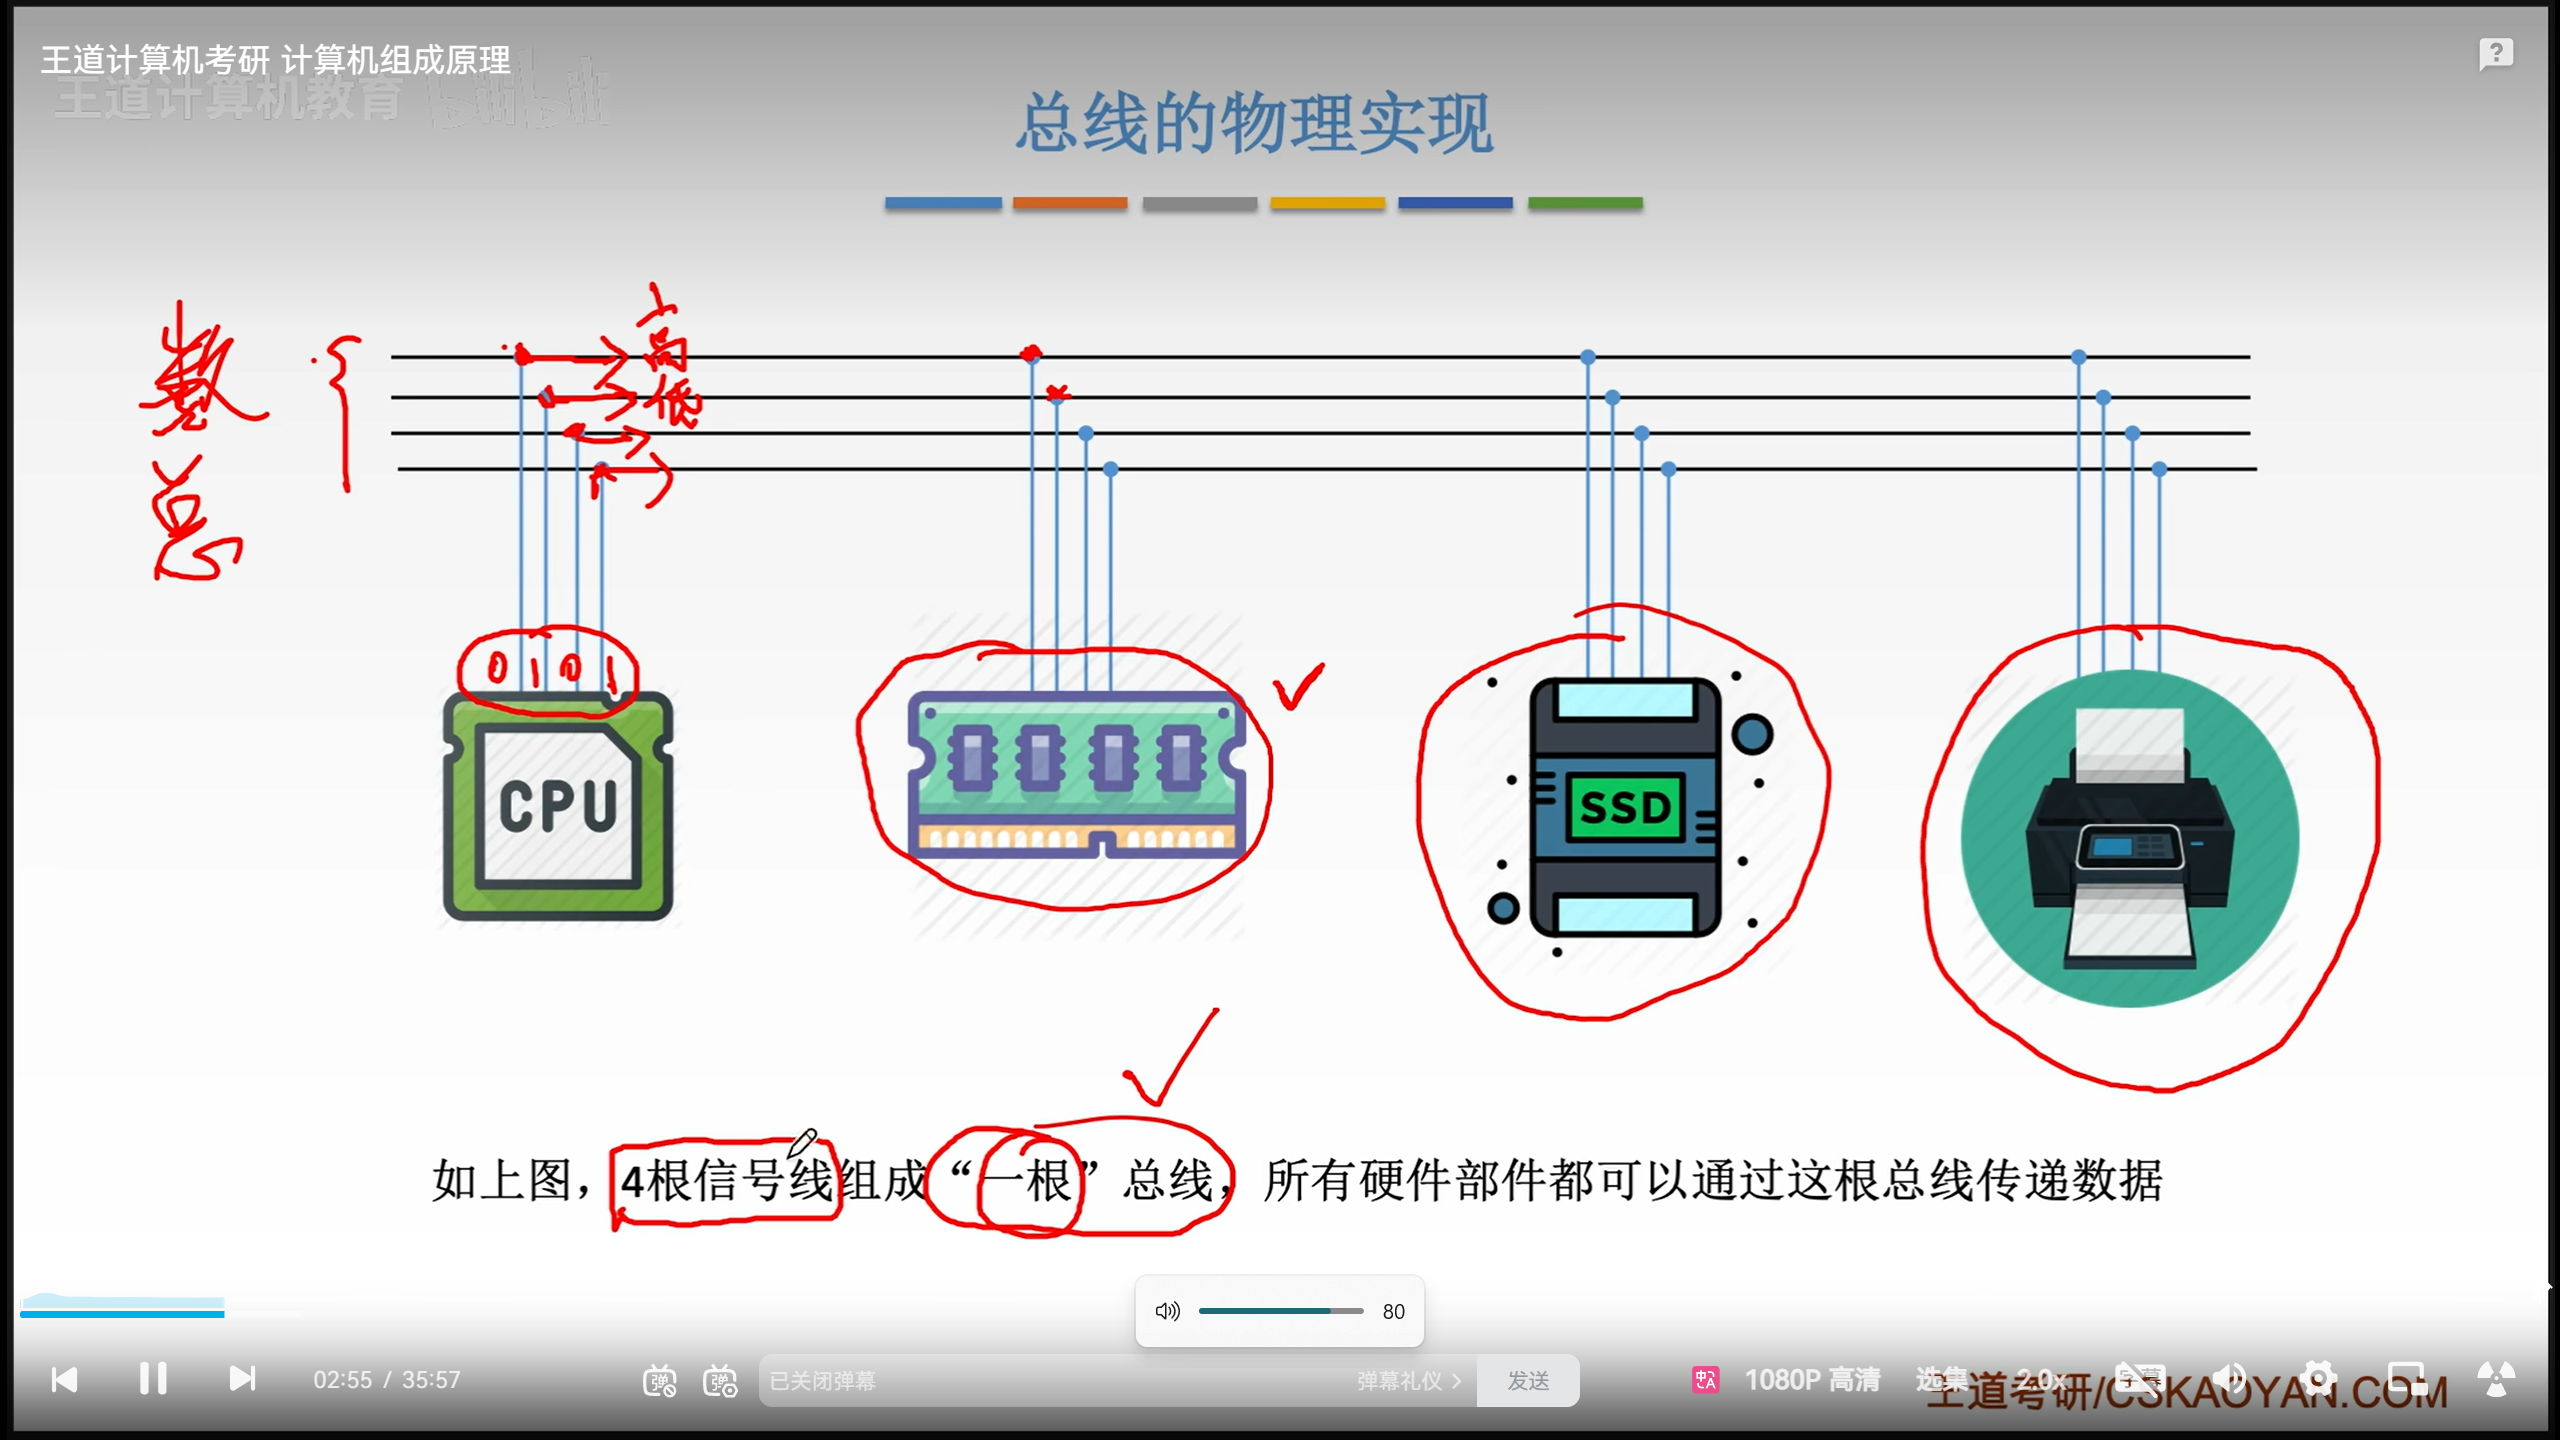 王道计算机考研 计算机组成原理
王道计算机教育 bilibili
总线的物理实现
数
总
高
低
0 1 0 1
CPU
SSD
如上图，4根信号线组成“一根”总线，所有硬件部件都可以通过这根总线传递数据
80
02:55 / 35:57
弹
弹
已关闭弹幕
弹幕礼仪
发送
1080P 高清
选集
2.0x
字幕
王道考研/CSKAOYAN.COM